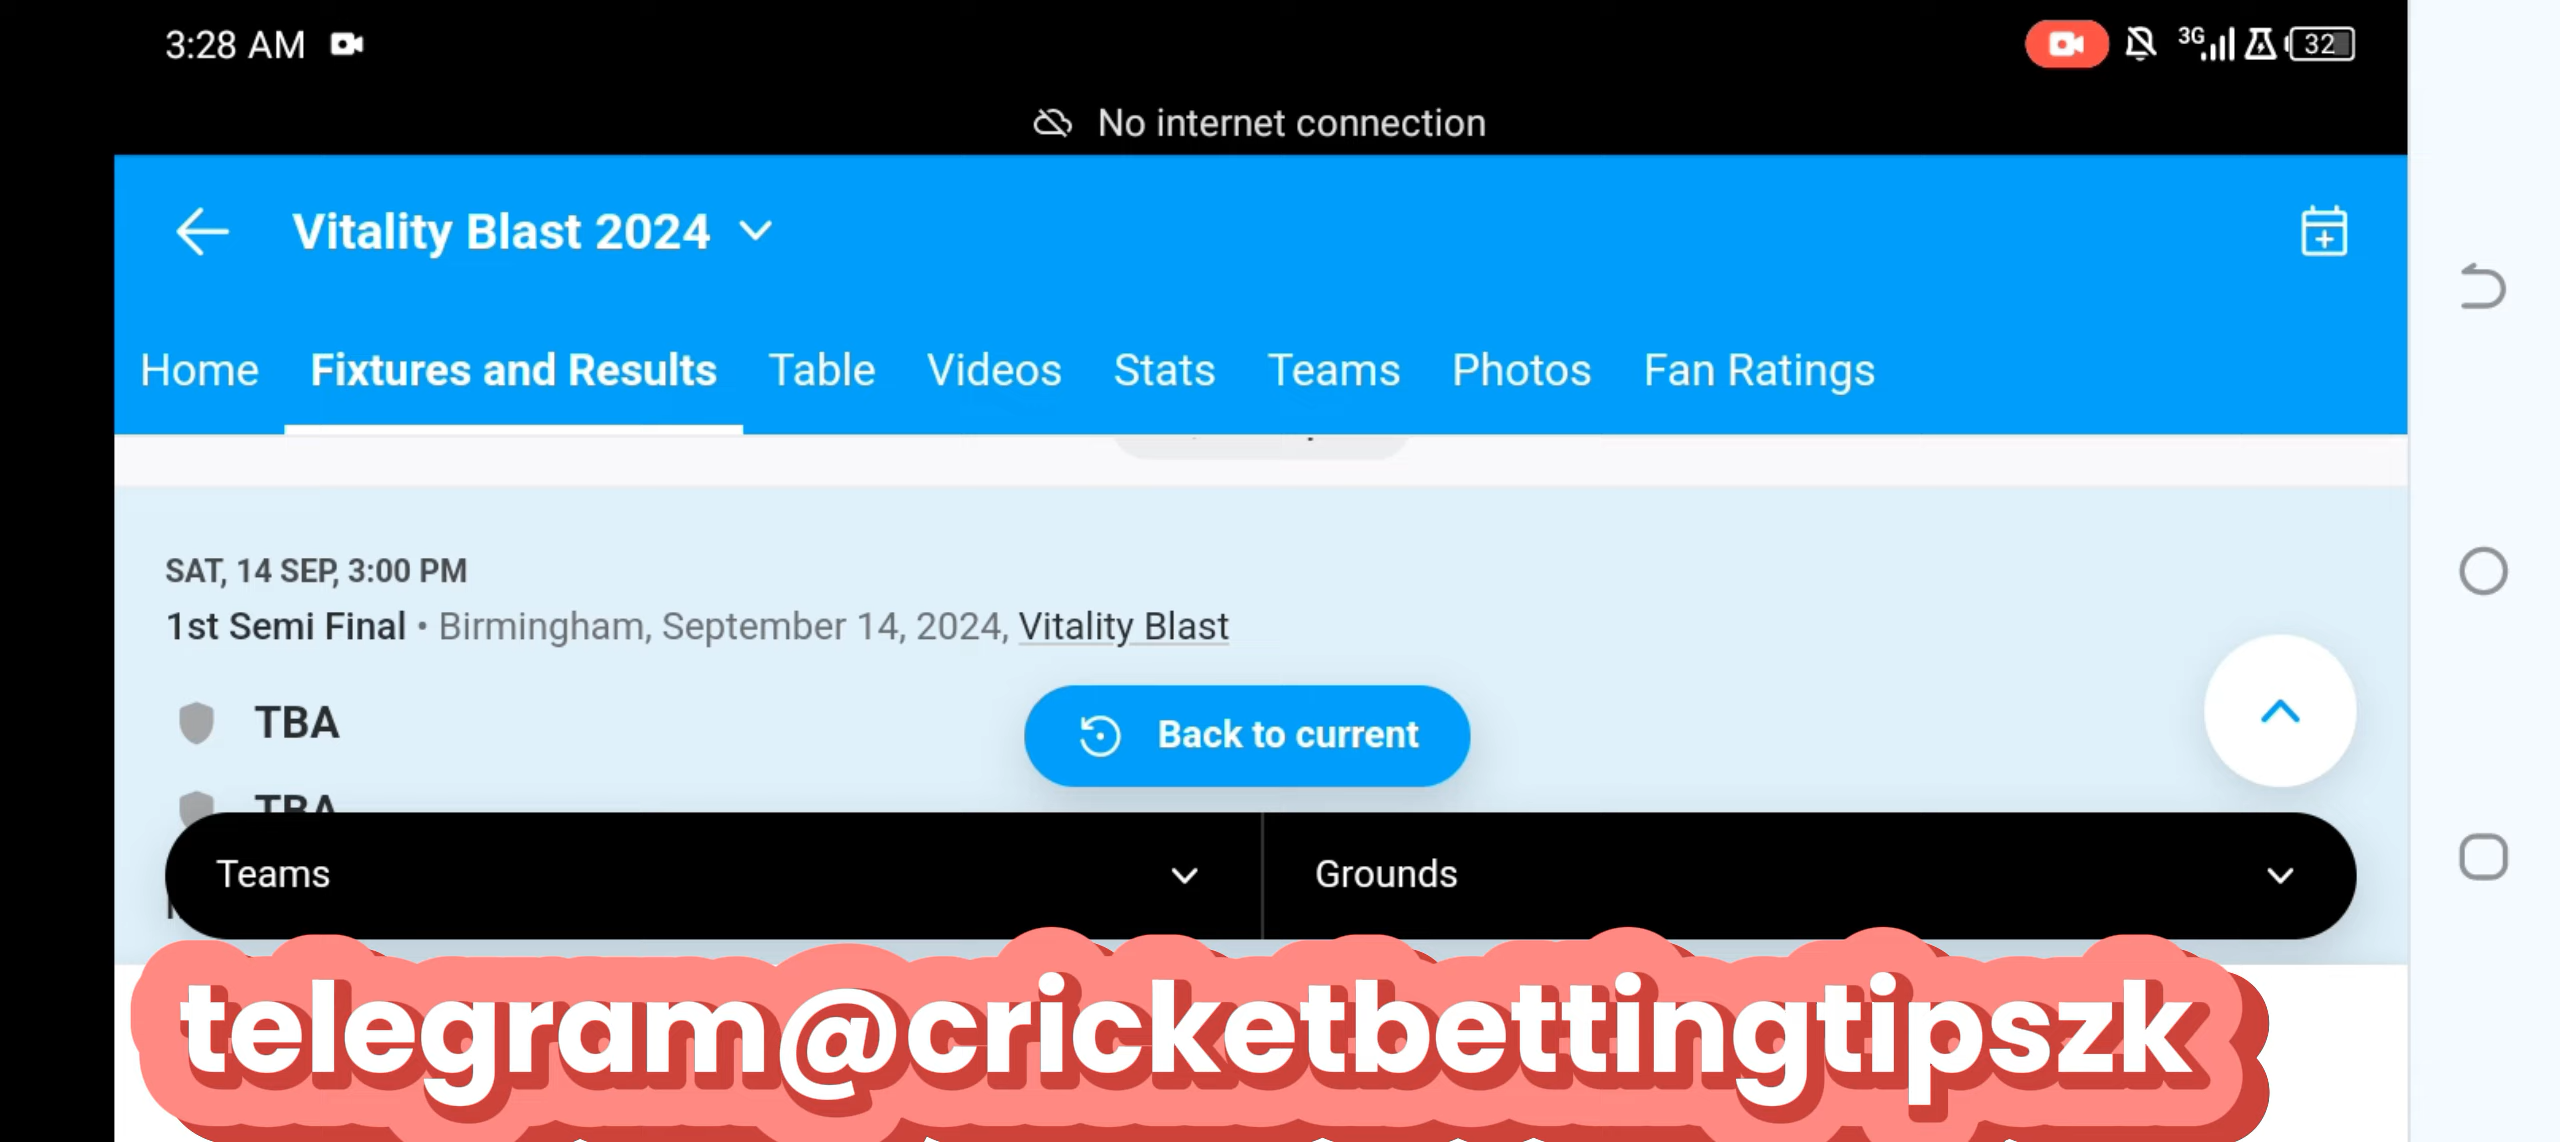 3:28 AM
3G
32
No internet connection
Vitality Blast 2024
Home Fixtures and Results Table Videos Stats Teams Photos Fan Ratings
SAT, 14 SEP, 3:00 PM
1st Semi Final • Birmingham, September 14, 2024, Vitality Blast
TBA
Back to current
TBA
Teams
Grounds
telegram@cricketbettingtipszk